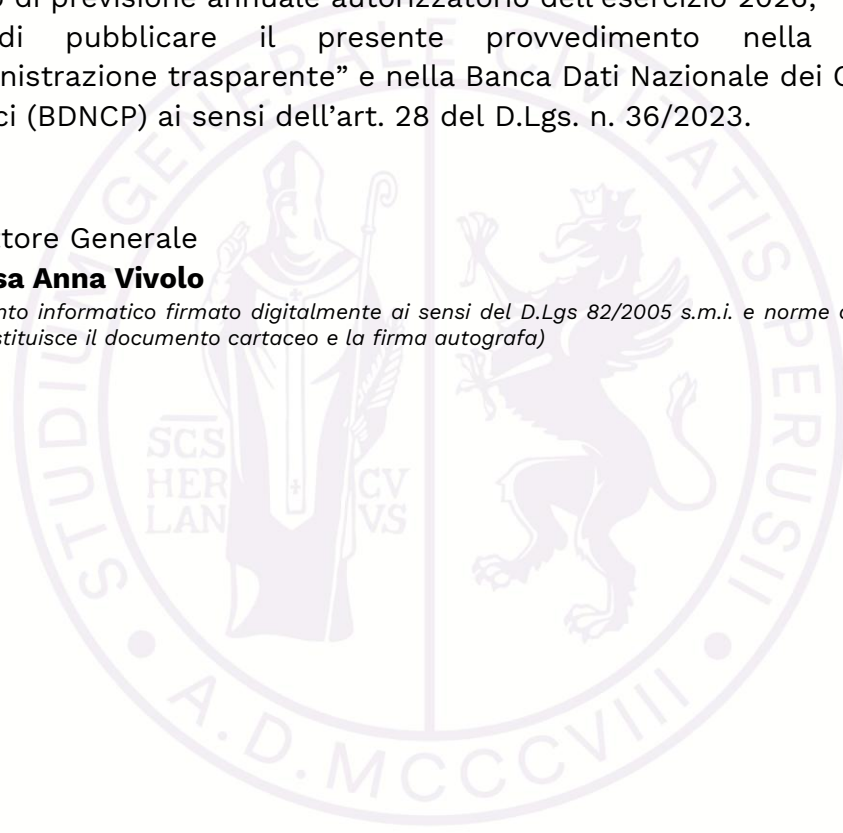 di previsione annuale autorizzatorio dell'esercizio 2026,
di pubblicare il presente provvedimento nella
nistrazione trasparente” e nella Banca Dati Nazionale dei
ci (BDNCP) ai sensi dell’art. 28 del D.Lgs. n. 36/2023.
tore Generale
sa Anna Vivolo
nto informatico firmato digitalmente ai sensi del D.Lgs 82/2005 s.m.i. e norme
stituisce il documento cartaceo e la firma autografa)
STUDIUM GENERALE CIVITATIS PERUSII
SCS
HER
LAN
CV
VS
A.D.MCCCVIII